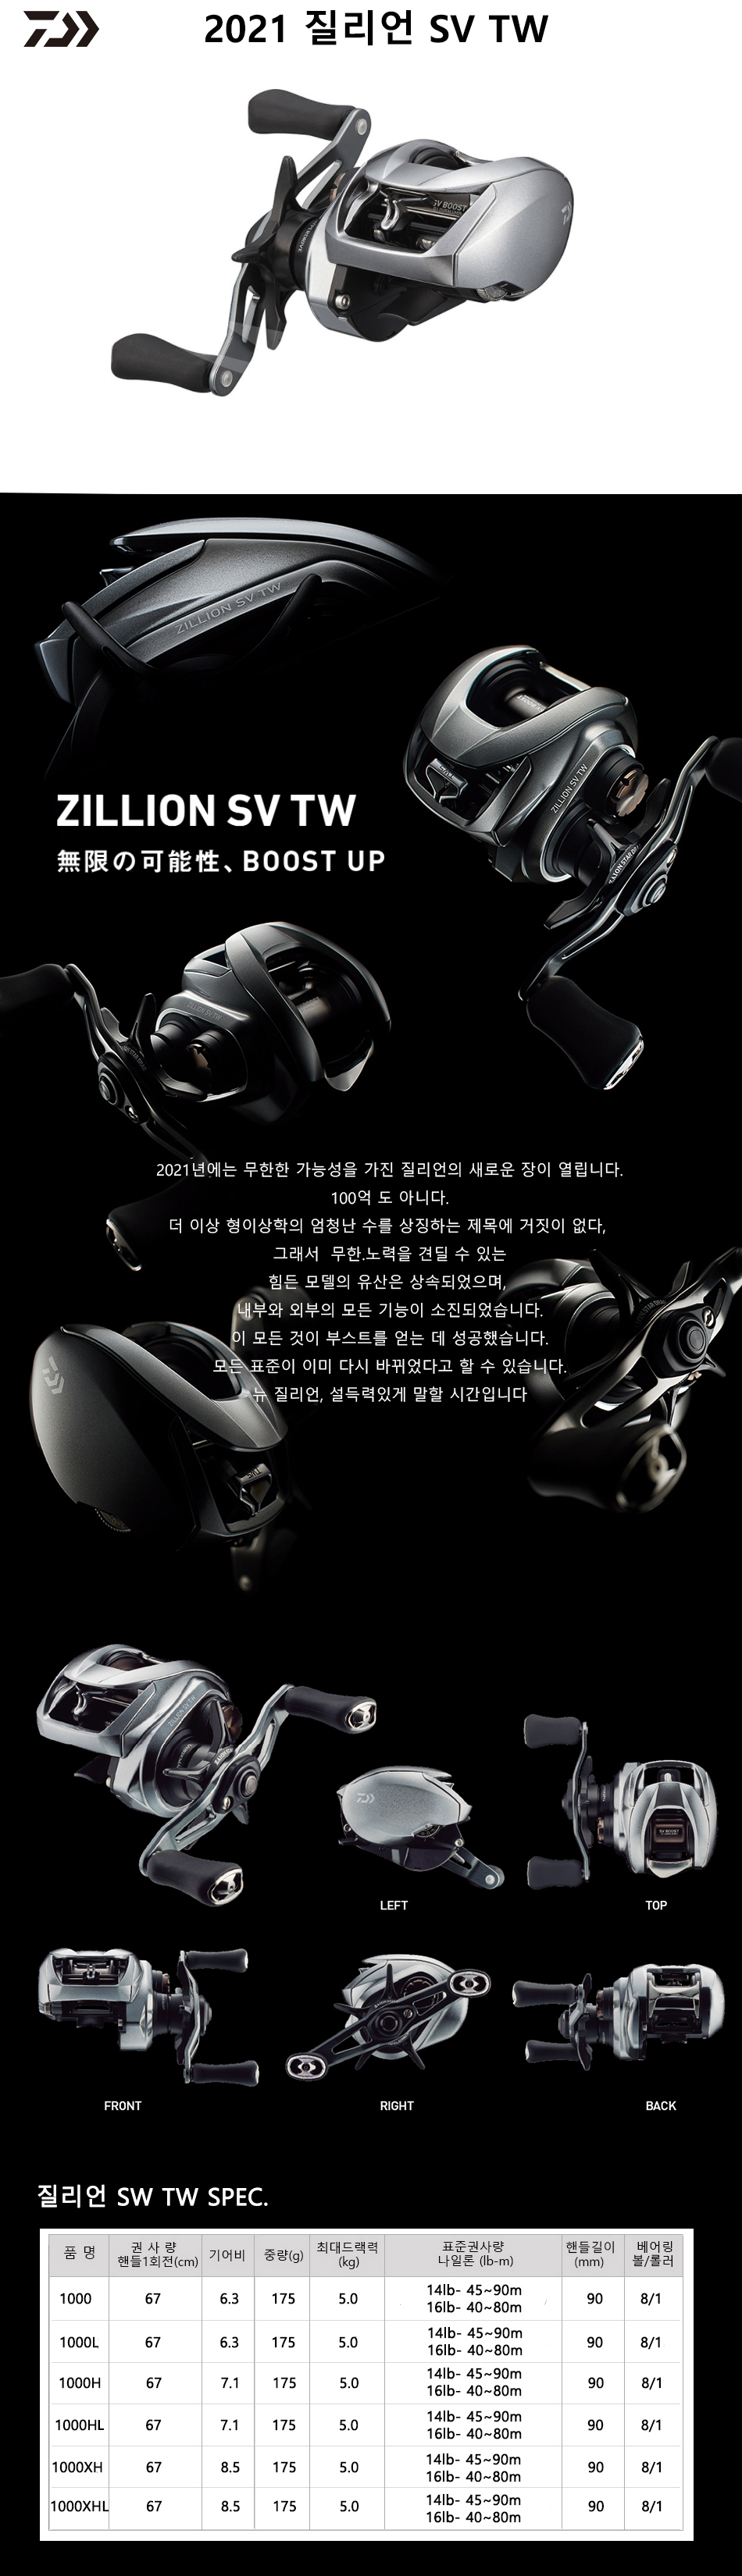 2021 질리언 SV TW
SV BOOST
ZILLION SV TW
ZILLION SV TW
ZILLION SV TW
無限の可能性、BOOST UP
ZILLION SV TW
2021년에는 무한한 가능성을 가진 질리언의 새로운 장이 열립니다.
100억 도 아니다.
더 이상 형이상학의 엄청난 수를 상징하는 제목에 거짓이 없다,
그래서 무한.노력을 견딜 수 있는
힘든 모델의 유산은 상속되었으며,
내부와 외부의 모든 기능이 소진되었습니다.
이 모든 것이 부스트를 얻는 데 성공했습니다.
모든 표준이 이미 다시 바뀌었다고 할 수 있습니다.
뉴 질리언, 설득력있게 말할 시간입니다
ZILLION SV TW
SV BOOST
LEFT
TOP
FRONT
RIGHT
BACK
질리언 SW TW SPEC.
품 명 권 사 량 핸들1회전(cm) 기어비 중량(g) 최대드랙력 (kg) 표준권사량 나일론 (lb-m) 핸들길이 (mm) 베어링 볼/롤러
1000 67 6.3 175 5.0 14lb- 45~90m 16lb- 40~80m 90 8/1
1000L 67 6.3 175 5.0 14lb- 45~90m 16lb- 40~80m 90 8/1
1000H 67 7.1 175 5.0 14lb- 45~90m 16lb- 40~80m 90 8/1
1000HL 67 7.1 175 5.0 14lb- 45~90m 16lb- 40~80m 90 8/1
1000XH 67 8.5 175 5.0 14lb- 45~90m 16lb- 40~80m 90 8/1
1000XHL 67 8.5 175 5.0 14lb- 45~90m 16lb- 40~80m 90 8/1